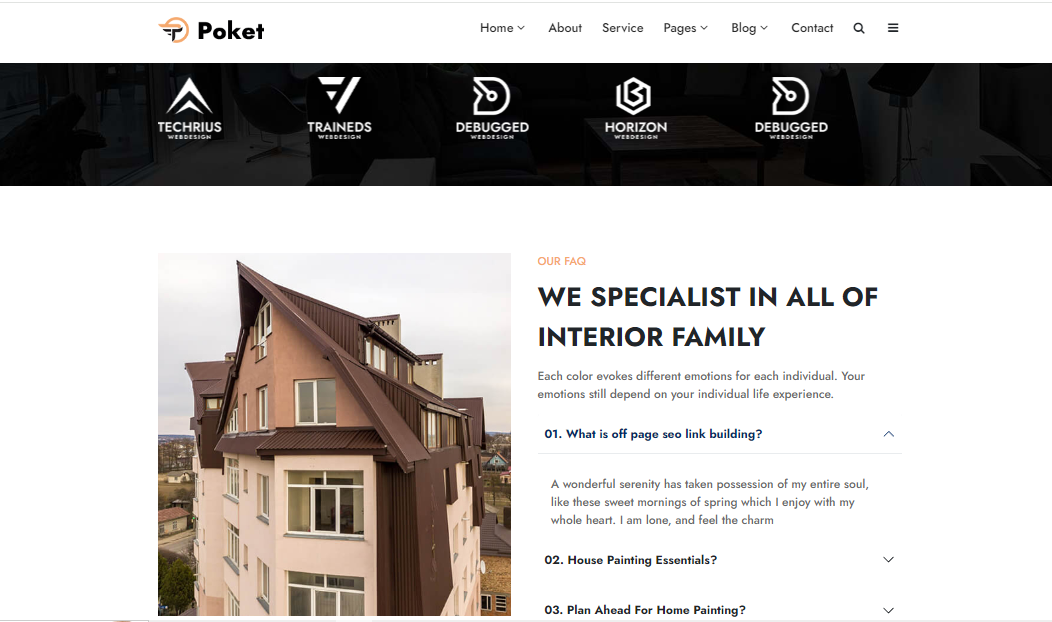 Poket
Home
About
Service
Pages
Blog
Contact
TECHRIUS
WEBDESIGN
TRAINEDS
WEBDESIGN
DEBUGGED
WEBDESIGN
HORIZON
WEBDESIGN
DEBUGGED
WEBDESIGN
OUR FAQ
WE SPECIALIST IN ALL OF
INTERIOR FAMILY
Each color evokes different emotions for each individual. Your
emotions still depend on your individual life experience.
01. What is off page seo link building?
A wonderful serenity has taken possession of my entire soul,
like these sweet mornings of spring which I enjoy with my
whole heart. I am lone, and feel the charm
02. House Painting Essentials?
03. Plan Ahead For Home Painting?